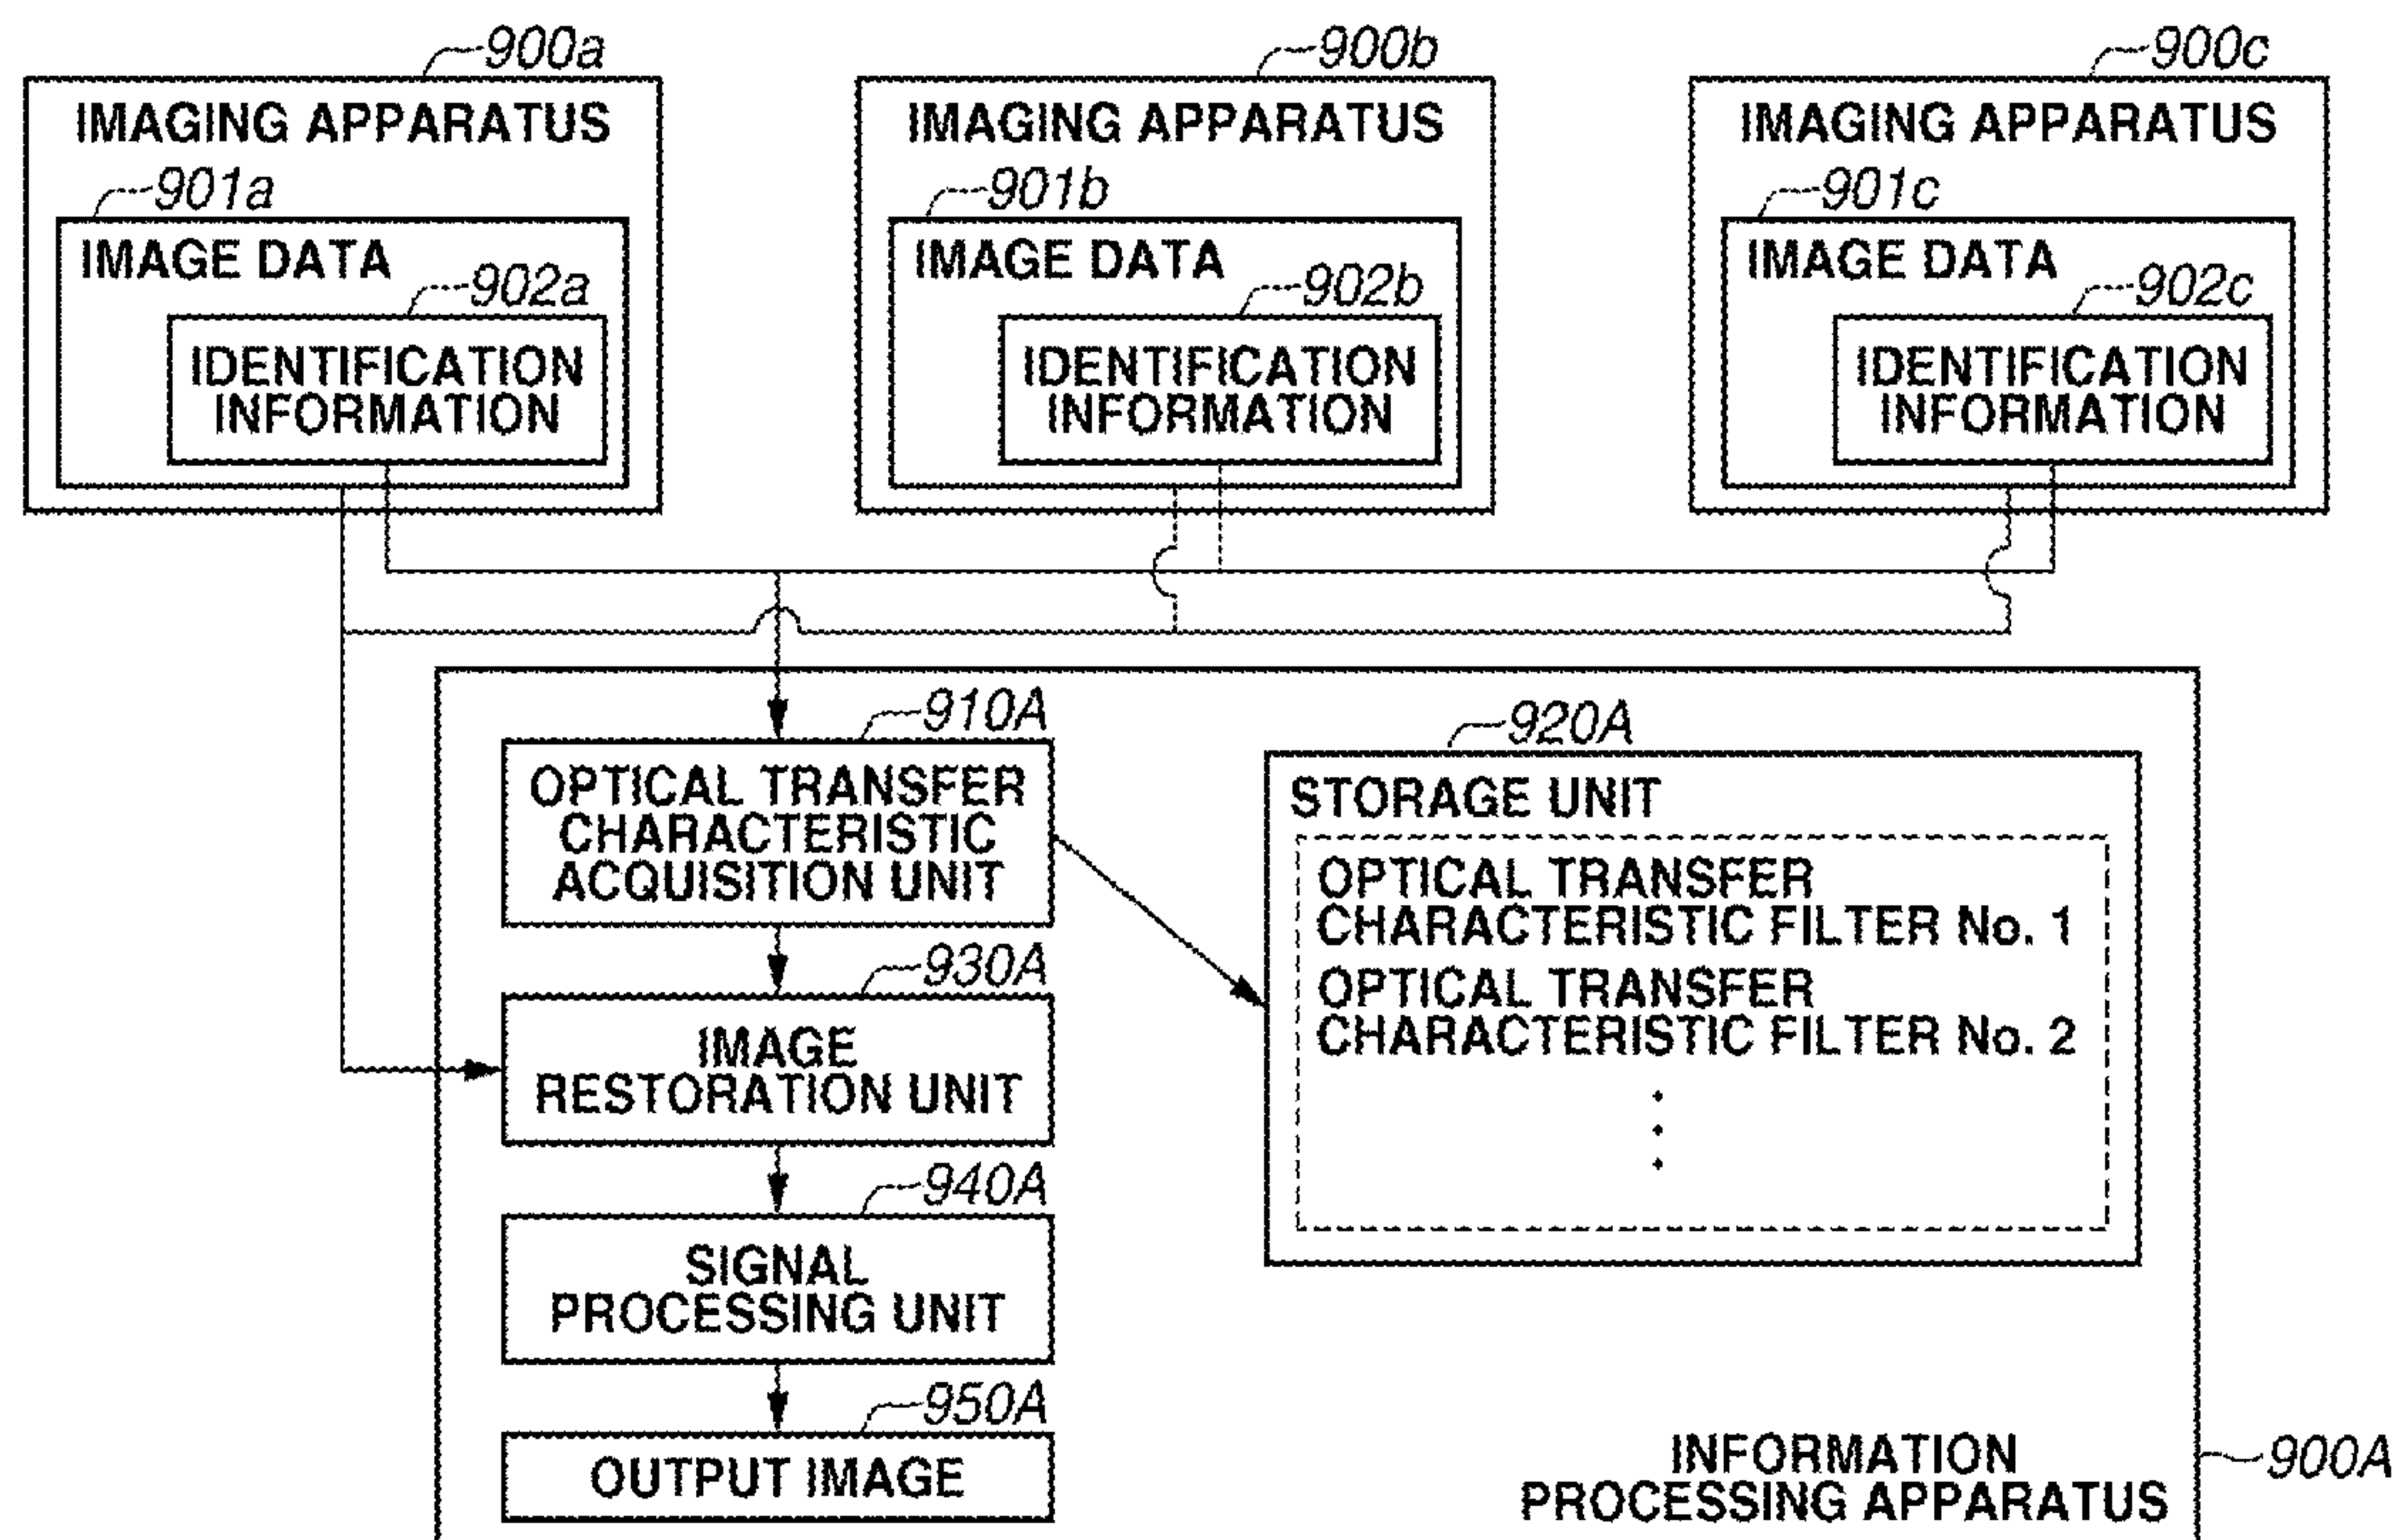 900a
IMAGING APPARATUS
901a
IMAGE DATA
902a
IDENTIFICATION
INFORMATION
900b
IMAGING APPARATUS
901b
IMAGE DATA
902b
IDENTIFICATION
INFORMATION
900c
IMAGING APPARATUS
901c
IMAGE DATA
902c
IDENTIFICATION
INFORMATION
910A
OPTICAL TRANSFER
CHARACTERISTIC
ACQUISITION UNIT
920A
STORAGE UNIT
OPTICAL TRANSFER
CHARACTERISTIC FILTER No. 1
OPTICAL TRANSFER
CHARACTERISTIC FILTER No. 2
930A
IMAGE
RESTORATION UNIT
940A
SIGNAL
PROCESSING UNIT
950A
OUTPUT IMAGE
INFORMATION
PROCESSING APPARATUS
900A